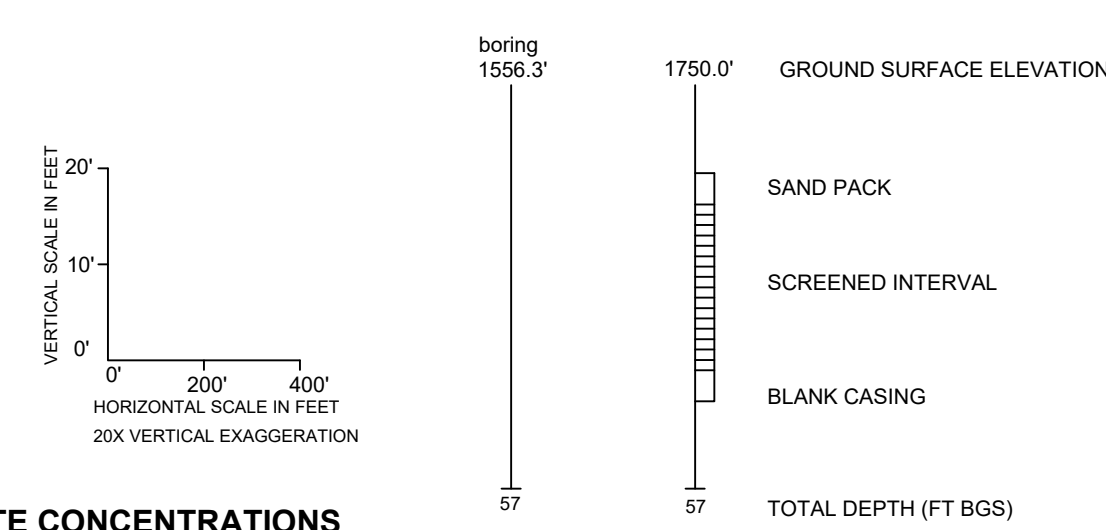 boring
1556.3'
1750.0'
GROUND SURFACE ELEVATION
VERTICAL SCALE IN FEET
20'
10'
0'
0'
200'
400'
HORIZONTAL SCALE IN FEET
20X VERTICAL EXAGGERATION
SAND PACK
SCREENED INTERVAL
BLANK CASING
57
57
TOTAL DEPTH (FT BGS)
TE CONCENTRATIONS